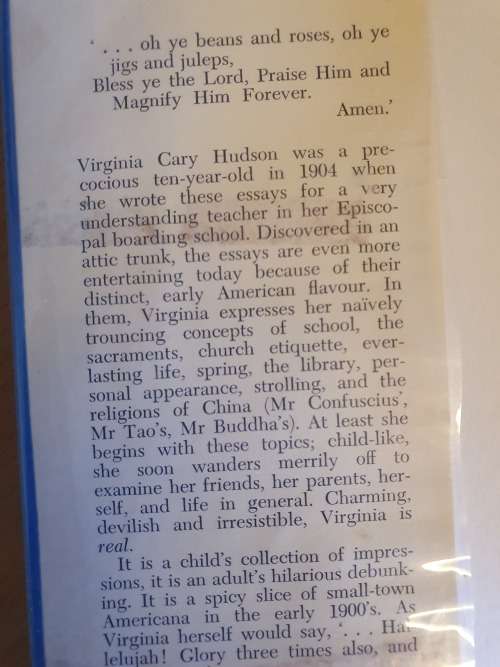 ‘. . . oh ye beans and roses, oh ye
jigs and juleps,
Bless ye the Lord, Praise Him and
Magnify Him Forever.
Amen.’
Virginia Cary Hudson was a pre-
cocious ten-year-old in 1904 when
she wrote these essays for a very
understanding teacher in her Episco-
pal boarding school. Discovered in an
attic trunk, the essays are even more
entertaining today because of their
distinct, early American flavour. In
them, Virginia expresses her naïvely
trouncing concepts of school, the
sacraments, church etiquette, ever-
lasting life, spring, the library, per-
sonal appearance, strolling, and the
religions of China (Mr Confuscius’,
Mr Tao’s, Mr Buddha’s). At least she
begins with these topics; child-like,
she soon wanders merrily off to
examine her friends, her parents, her-
self, and life in general. Charming,
devilish and irresistible, Virginia is
real.
It is a child’s collection of impres-
sions, it is an adult’s hilarious debunk-
ing. It is a spicy slice of small-town
Americana in the early 1900’s. As
Virginia herself would say, ‘. . . Hal-
lelujah! Glory three times also, and